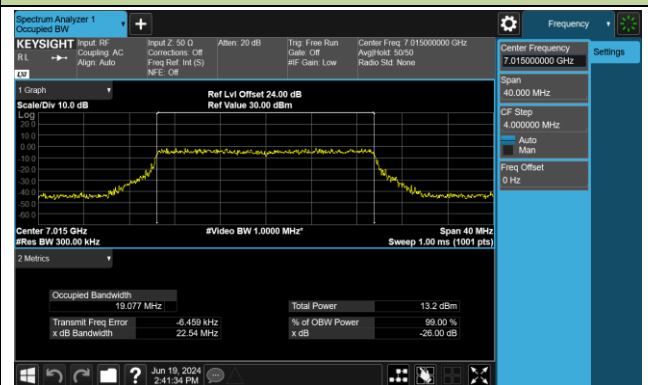 Spectrum Analyzer 1
Occupied BW
Frequency
KEYSIGHT
RL
LXI
Input: RF
Coupling: AC
Align: Auto
Input Z: 50 Ω
Corrections: Off
Freq Ref: Int (S)
NFE: Off
Atten: 20 dB
Trig: Free Run
Gate: Off
#IF Gain: Low
Center Freq: 7.015000000 GHz
Avg|Hold: 50/50
Radio Std: None
Center Frequency
7.015000000 GHz
Settings
Span
40.000 MHz
CF Step
4.000000 MHz
Auto
Man
Freq Offset
0 Hz
1 Graph
Scale/Div 10.0 dB
Ref Lvl Offset 24.00 dB
Ref Value 30.00 dBm
Log
20.0
10.0
0.00
-10.0
-20.0
-30.0
-40.0
-50.0
-60.0
Center 7.015 GHz
#Res BW 300.00 kHz
#Video BW 1.0000 MHz*
Span 40 MHz
Sweep 1.00 ms (1001 pts)
2 Metrics
Occupied Bandwidth
19.077 MHz
Total Power 13.2 dBm
Transmit Freq Error -6.459 kHz
% of OBW Power 99.00 %
x dB Bandwidth 22.54 MHz
x dB -26.00 dB
?
Jun 19, 2024
2:41:34 PM